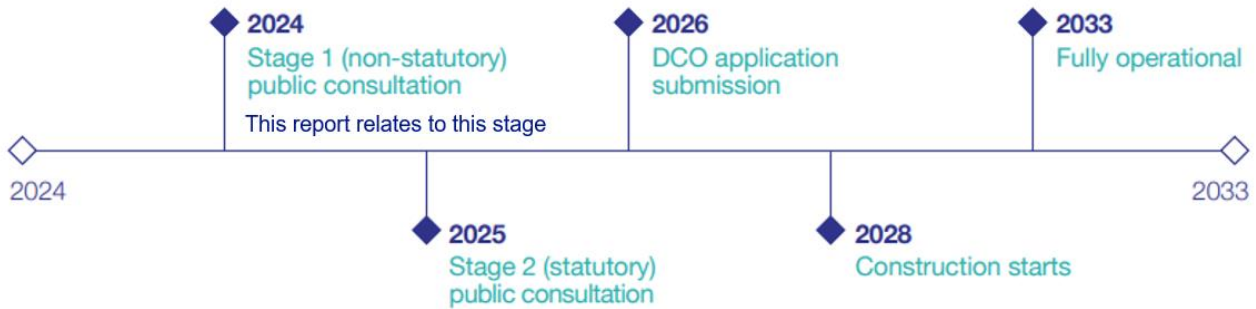 2024
Stage 1 (non-statutory)
public consultation
This report relates to this stage
2026
DCO application
submission
2033
Fully operational
2024
2033
2025
Stage 2 (statutory)
public consultation
2028
Construction starts